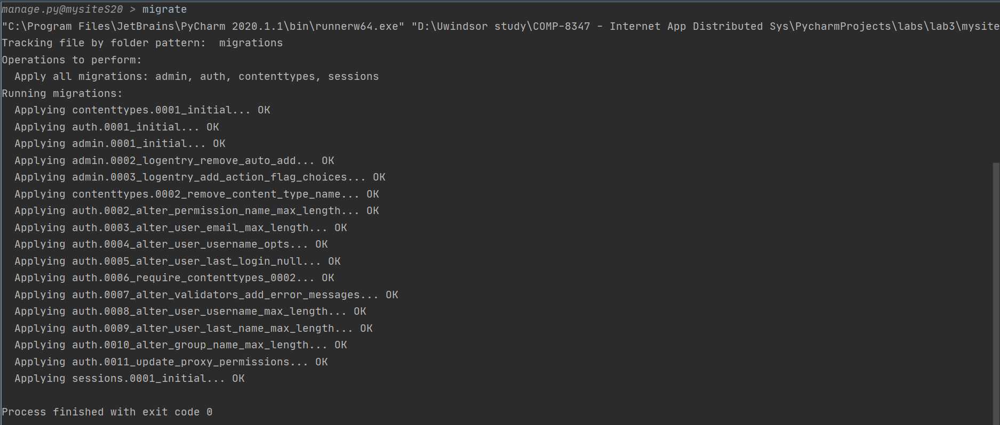 manage.py@mysiteS20 > migrate
"C:\Program Files\JetBrains\PyCharm 2020.1.1\bin\runnerw64.exe" "D:\Uwindsor study\COMP-8347 - Internet App Distributed Sys\PycharmProjects\labs\lab3\mysite
Tracking file by folder pattern:  migrations
Operations to perform:
  Apply all migrations: admin, auth, contenttypes, sessions
Running migrations:
  Applying contenttypes.0001_initial... OK
  Applying auth.0001_initial... OK
  Applying admin.0001_initial... OK
  Applying admin.0002_logentry_remove_auto_add... OK
  Applying admin.0003_logentry_add_action_flag_choices... OK
  Applying contenttypes.0002_remove_content_type_name... OK
  Applying auth.0002_alter_permission_name_max_length... OK
  Applying auth.0003_alter_user_email_max_length... OK
  Applying auth.0004_alter_user_username_opts... OK
  Applying auth.0005_alter_user_last_login_null... OK
  Applying auth.0006_require_contenttypes_0002... OK
  Applying auth.0007_alter_validators_add_error_messages... OK
  Applying auth.0008_alter_user_username_max_length... OK
  Applying auth.0009_alter_user_last_name_max_length... OK
  Applying auth.0010_alter_group_name_max_length... OK
  Applying auth.0011_update_proxy_permissions... OK
  Applying sessions.0001_initial... OK
Process finished with exit code 0